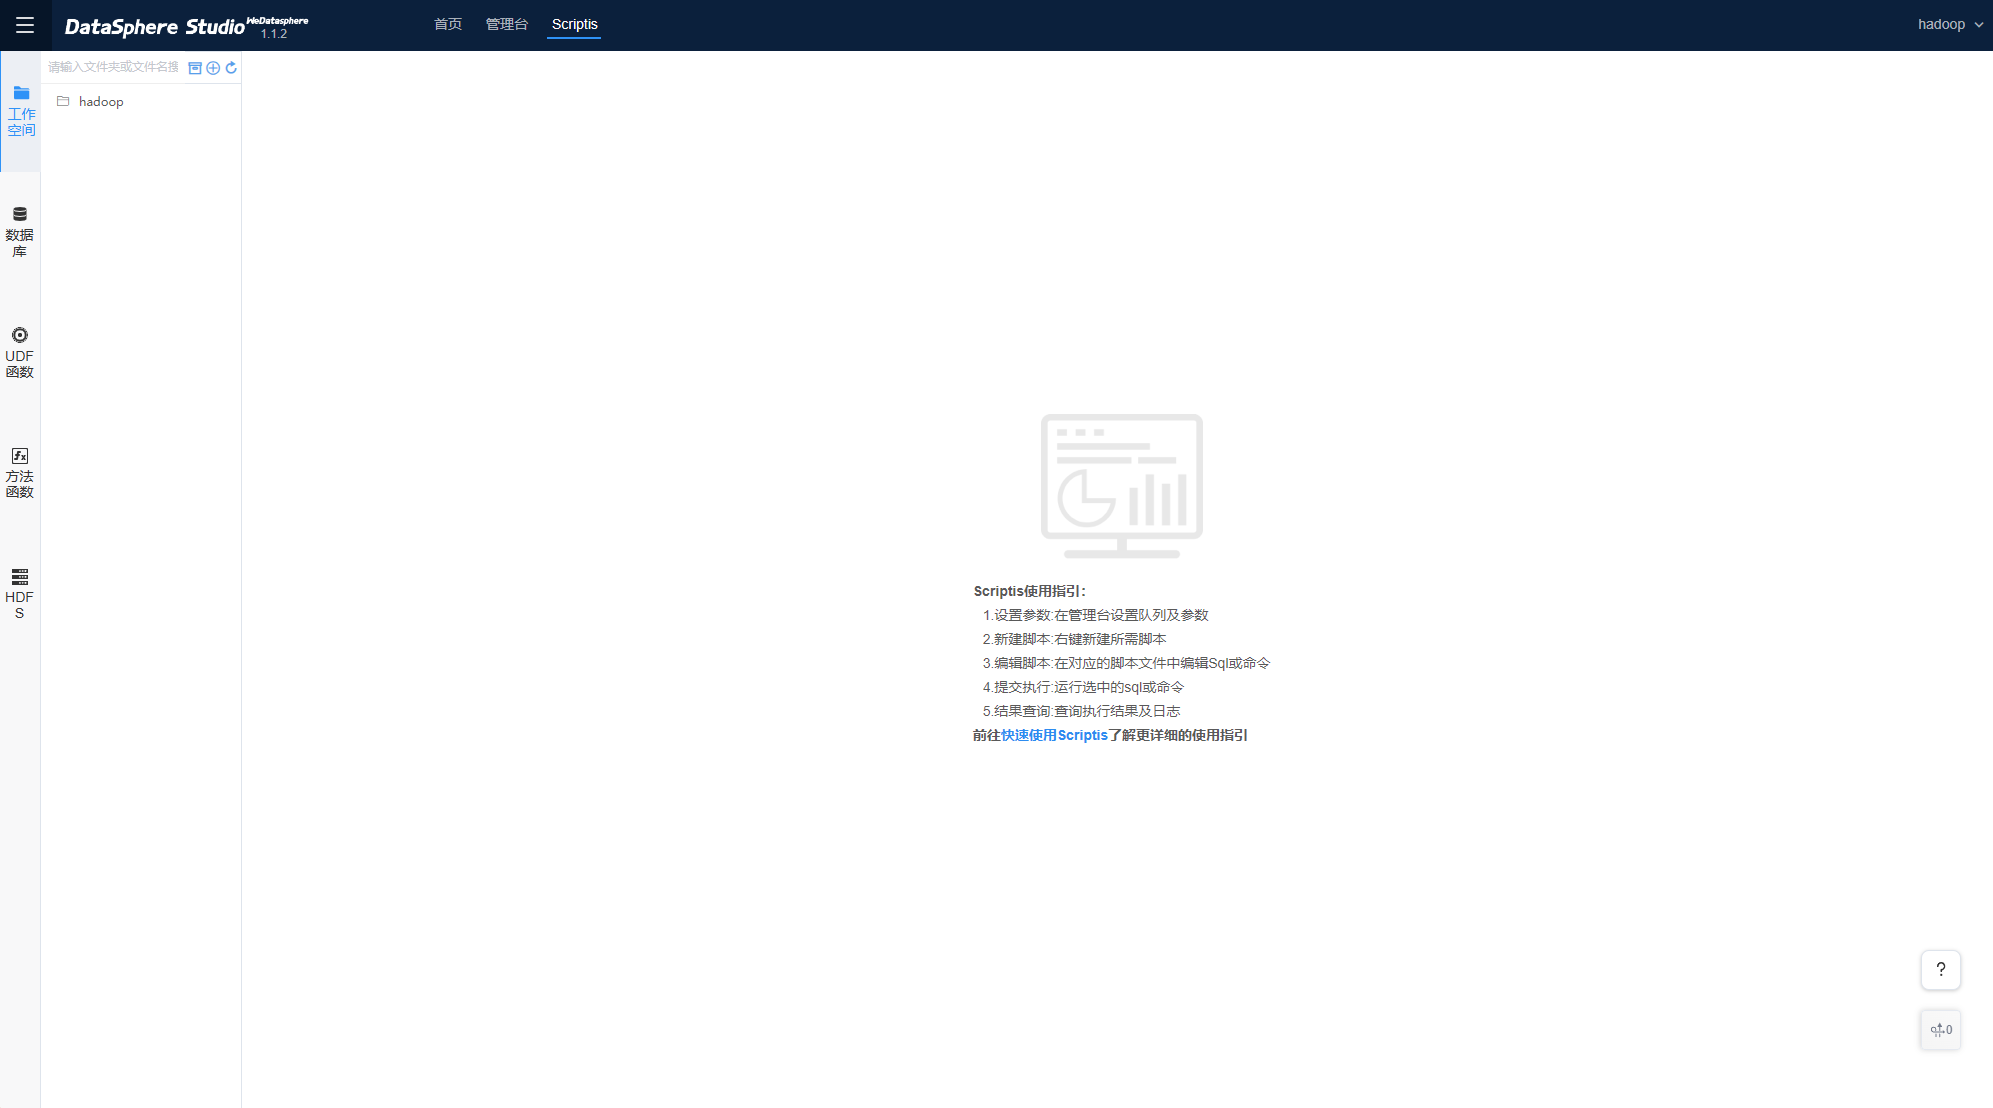 DataSphere Studio WeDatasphere
1.1.2
首页
管理台
Scriptis
hadoop
请输入文件夹或文件名搜
hadoop
工作
空间
数据
库
UDF
函数
方法
函数
HDF
S
Scriptis使用指引：
1.设置参数:在管理台设置队列及参数
2.新建脚本:右键新建所需脚本
3.编辑脚本:在对应的脚本文件中编辑Sql或命令
4.提交执行:运行选中的sql或命令
5.结果查询:查询执行结果及日志
前往快速使用Scriptis了解更详细的使用指引
?
0